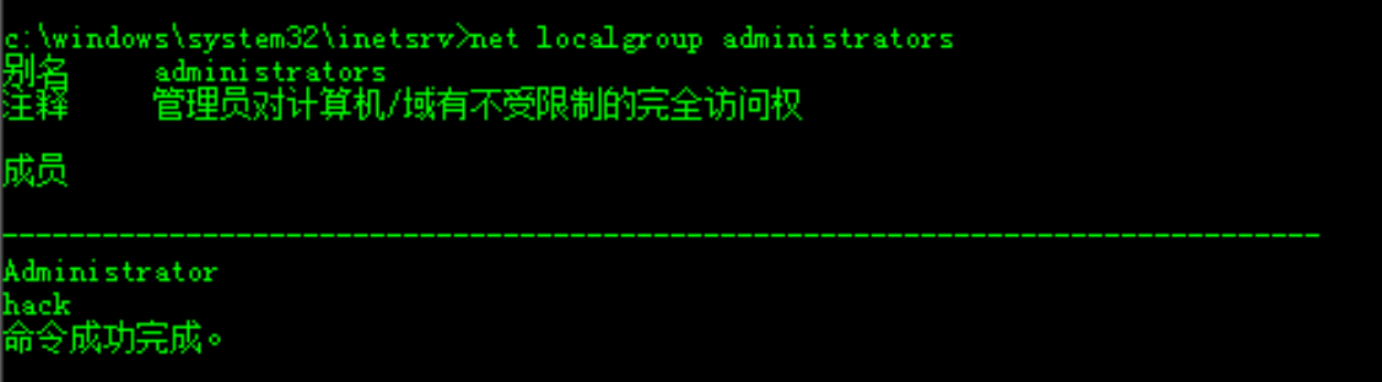 c:\windows\system32\inetsrv>net localgroup administrators
别名     administrators
注释     管理员对计算机/域有不受限制的完全访问权
成员
-------------------------------------------------------------------------------
Administrator
hack
命令成功完成。